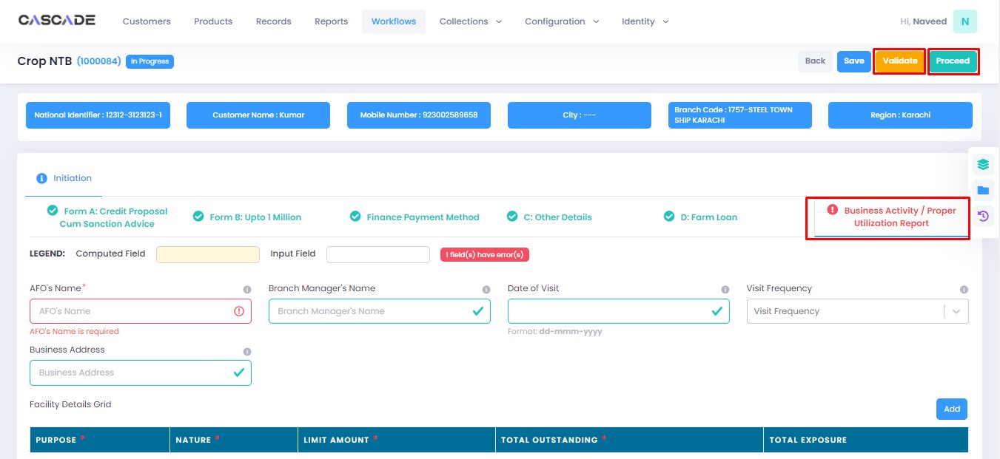 CASCADE
Customers
Products
Records
Reports
Workflows
Collections
Configuration
Identity
Hi, Naveed
N
Crop NTB (1000084) In Progress
Back
Save
Validate
Proceed
National Identifier : 12312-3123123-1
Customer Name : Kumar
Mobile Number : 923002589658
City : ---
Branch Code : 1757-STEEL TOWN
SHIP KARACHI
Region : Karachi
Initiation
Form A: Credit Proposal
Cum Sanction Advice
Form B: Upto 1 Million
Finance Payment Method
C: Other Details
D: Farm Loan
Business Activity / Proper
Utilization Report
LEGEND: Computed Field
Input Field
1 field(s) have error(s)
AFO's Name*
Branch Manager's Name
Date of Visit
Visit Frequency
AFO's Name
Branch Manager's Name
Visit Frequency
AFO's Name is required
Format: dd-mmm-yyyy
Business Address
Business Address
Facility Details Grid
Add
PURPOSE *
NATURE *
LIMIT AMOUNT *
TOTAL OUTSTANDING *
TOTAL EXPOSURE